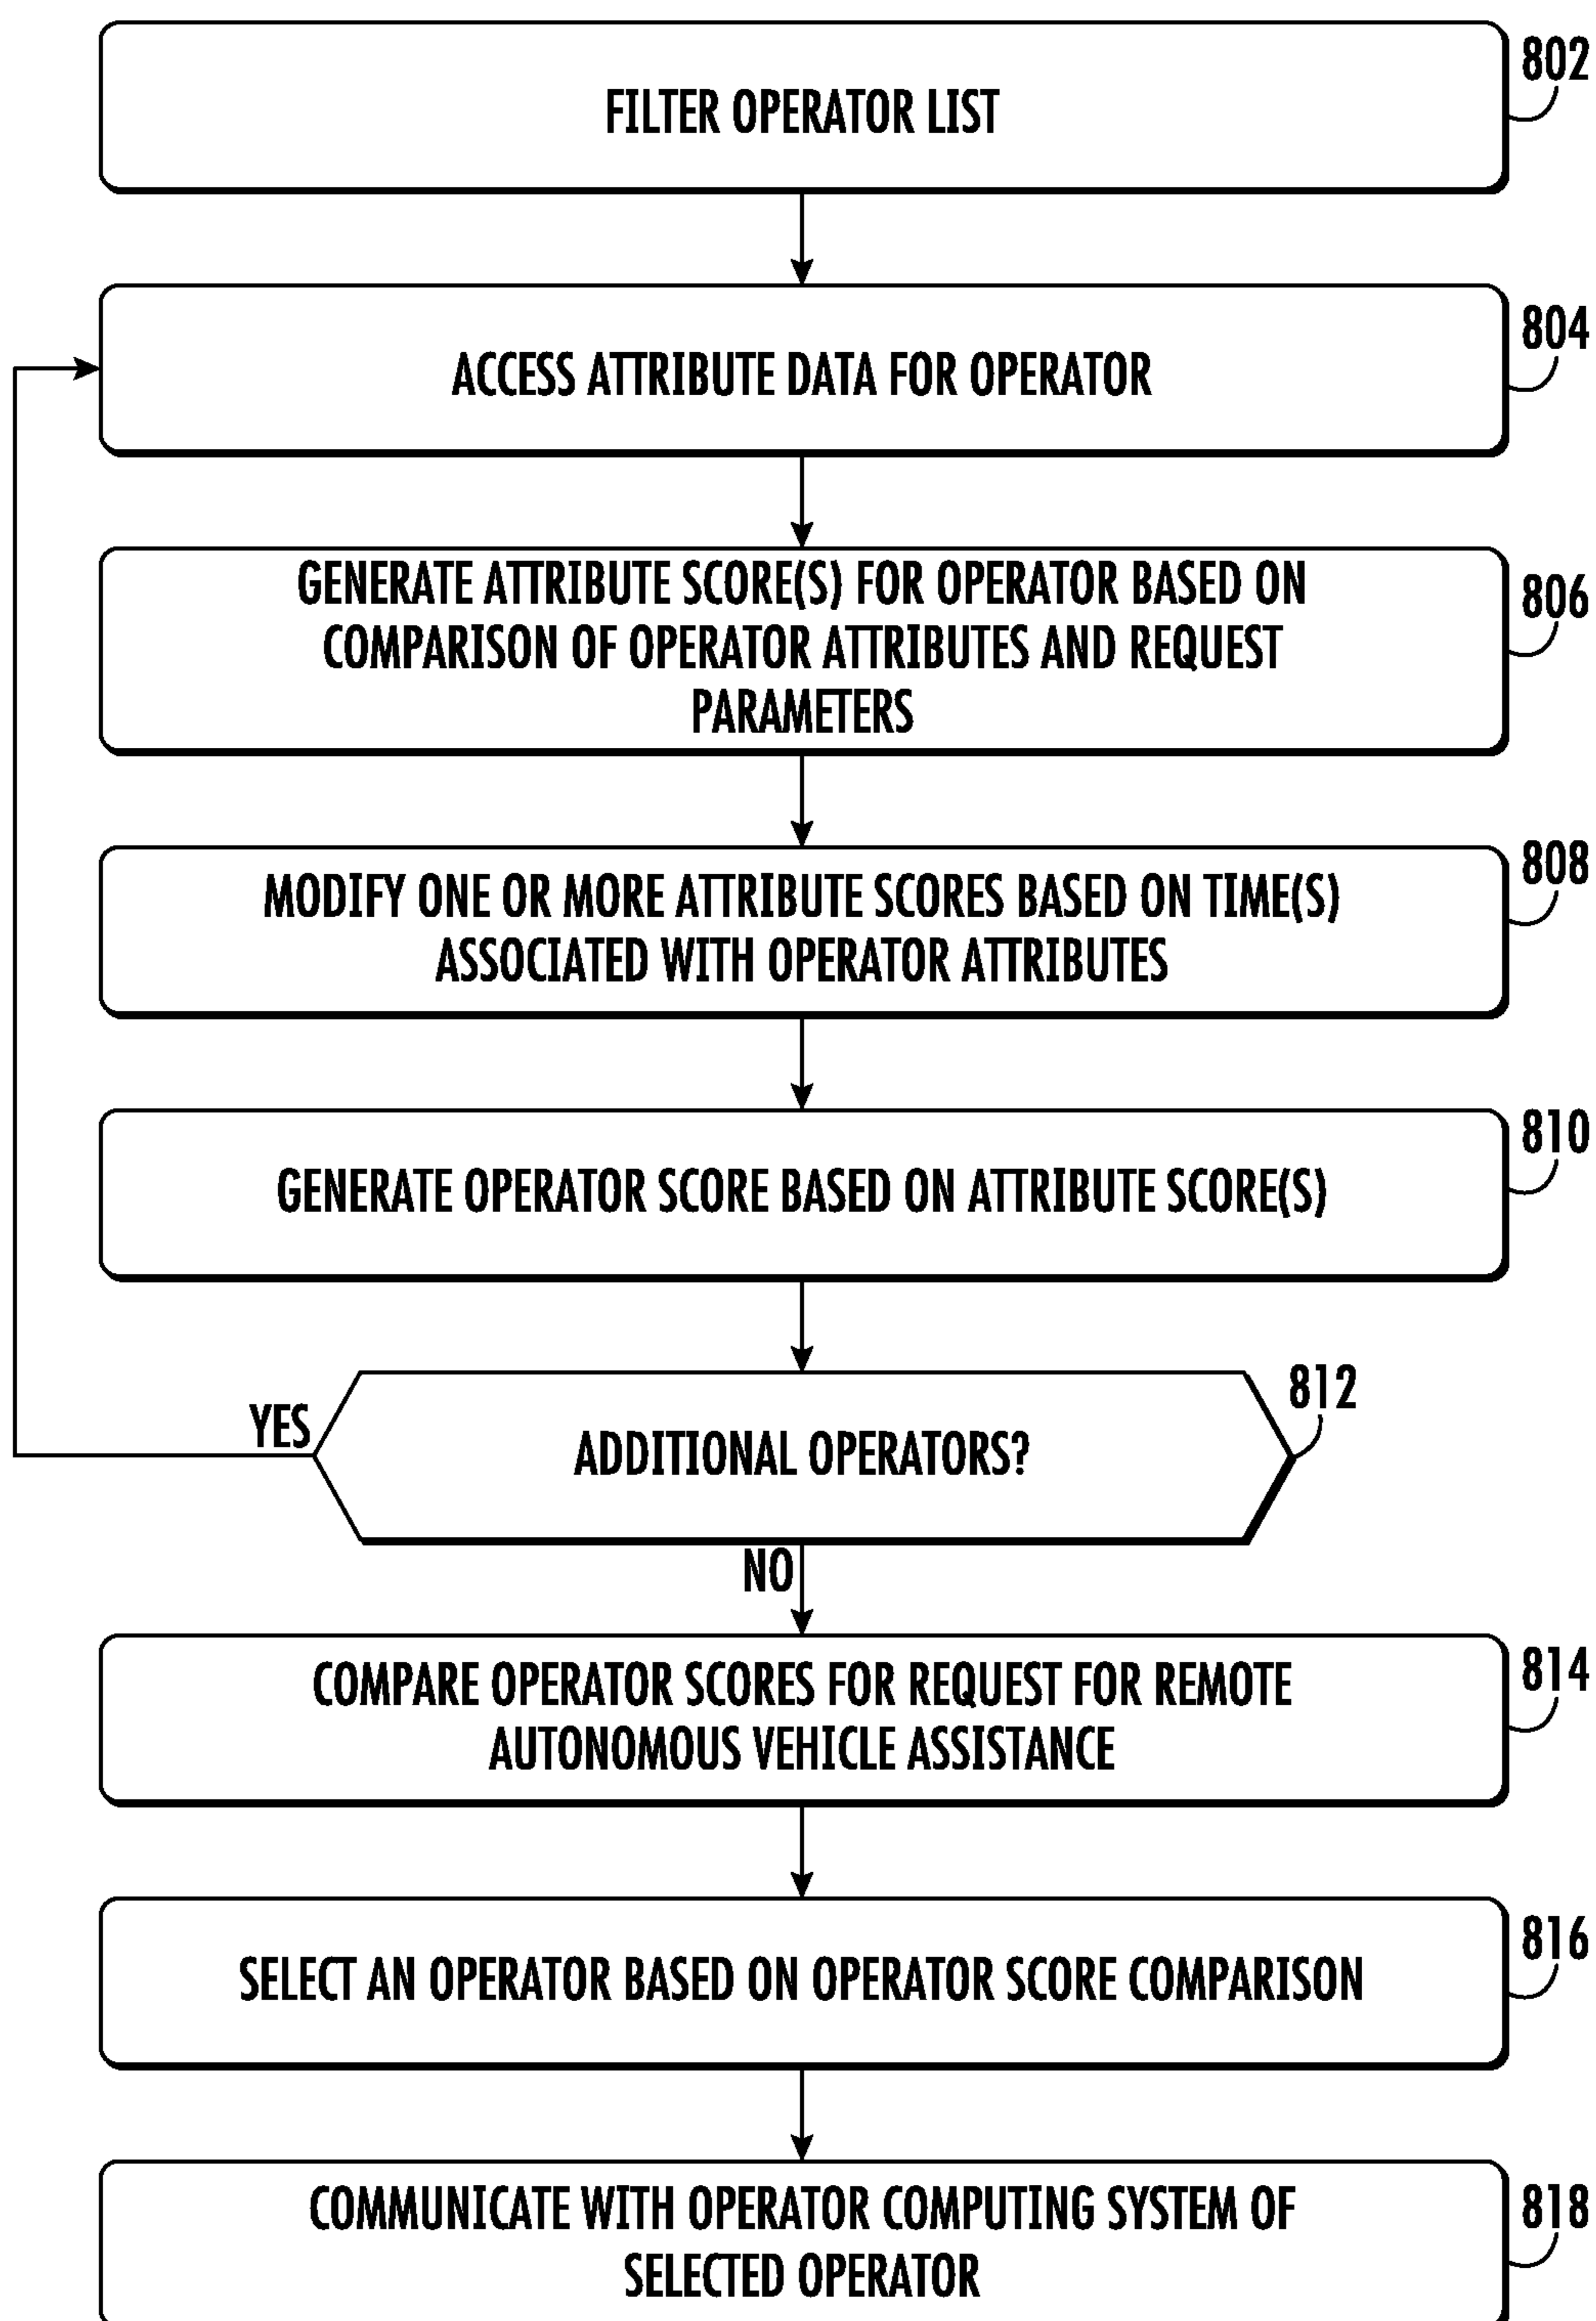 802
FILTER OPERATOR LIST
804
ACCESS ATTRIBUTE DATA FOR OPERATOR
806
GENERATE ATTRIBUTE SCORE(S) FOR OPERATOR BASED ON
COMPARISON OF OPERATOR ATTRIBUTES AND REQUEST
PARAMETERS
808
MODIFY ONE OR MORE ATTRIBUTE SCORES BASED ON TIME(S)
ASSOCIATED WITH OPERATOR ATTRIBUTES
810
GENERATE OPERATOR SCORE BASED ON ATTRIBUTE SCORE(S)
812
YES
ADDITIONAL OPERATORS?
NO
814
COMPARE OPERATOR SCORES FOR REQUEST FOR REMOTE
AUTONOMOUS VEHICLE ASSISTANCE
816
SELECT AN OPERATOR BASED ON OPERATOR SCORE COMPARISON
818
COMMUNICATE WITH OPERATOR COMPUTING SYSTEM OF
SELECTED OPERATOR